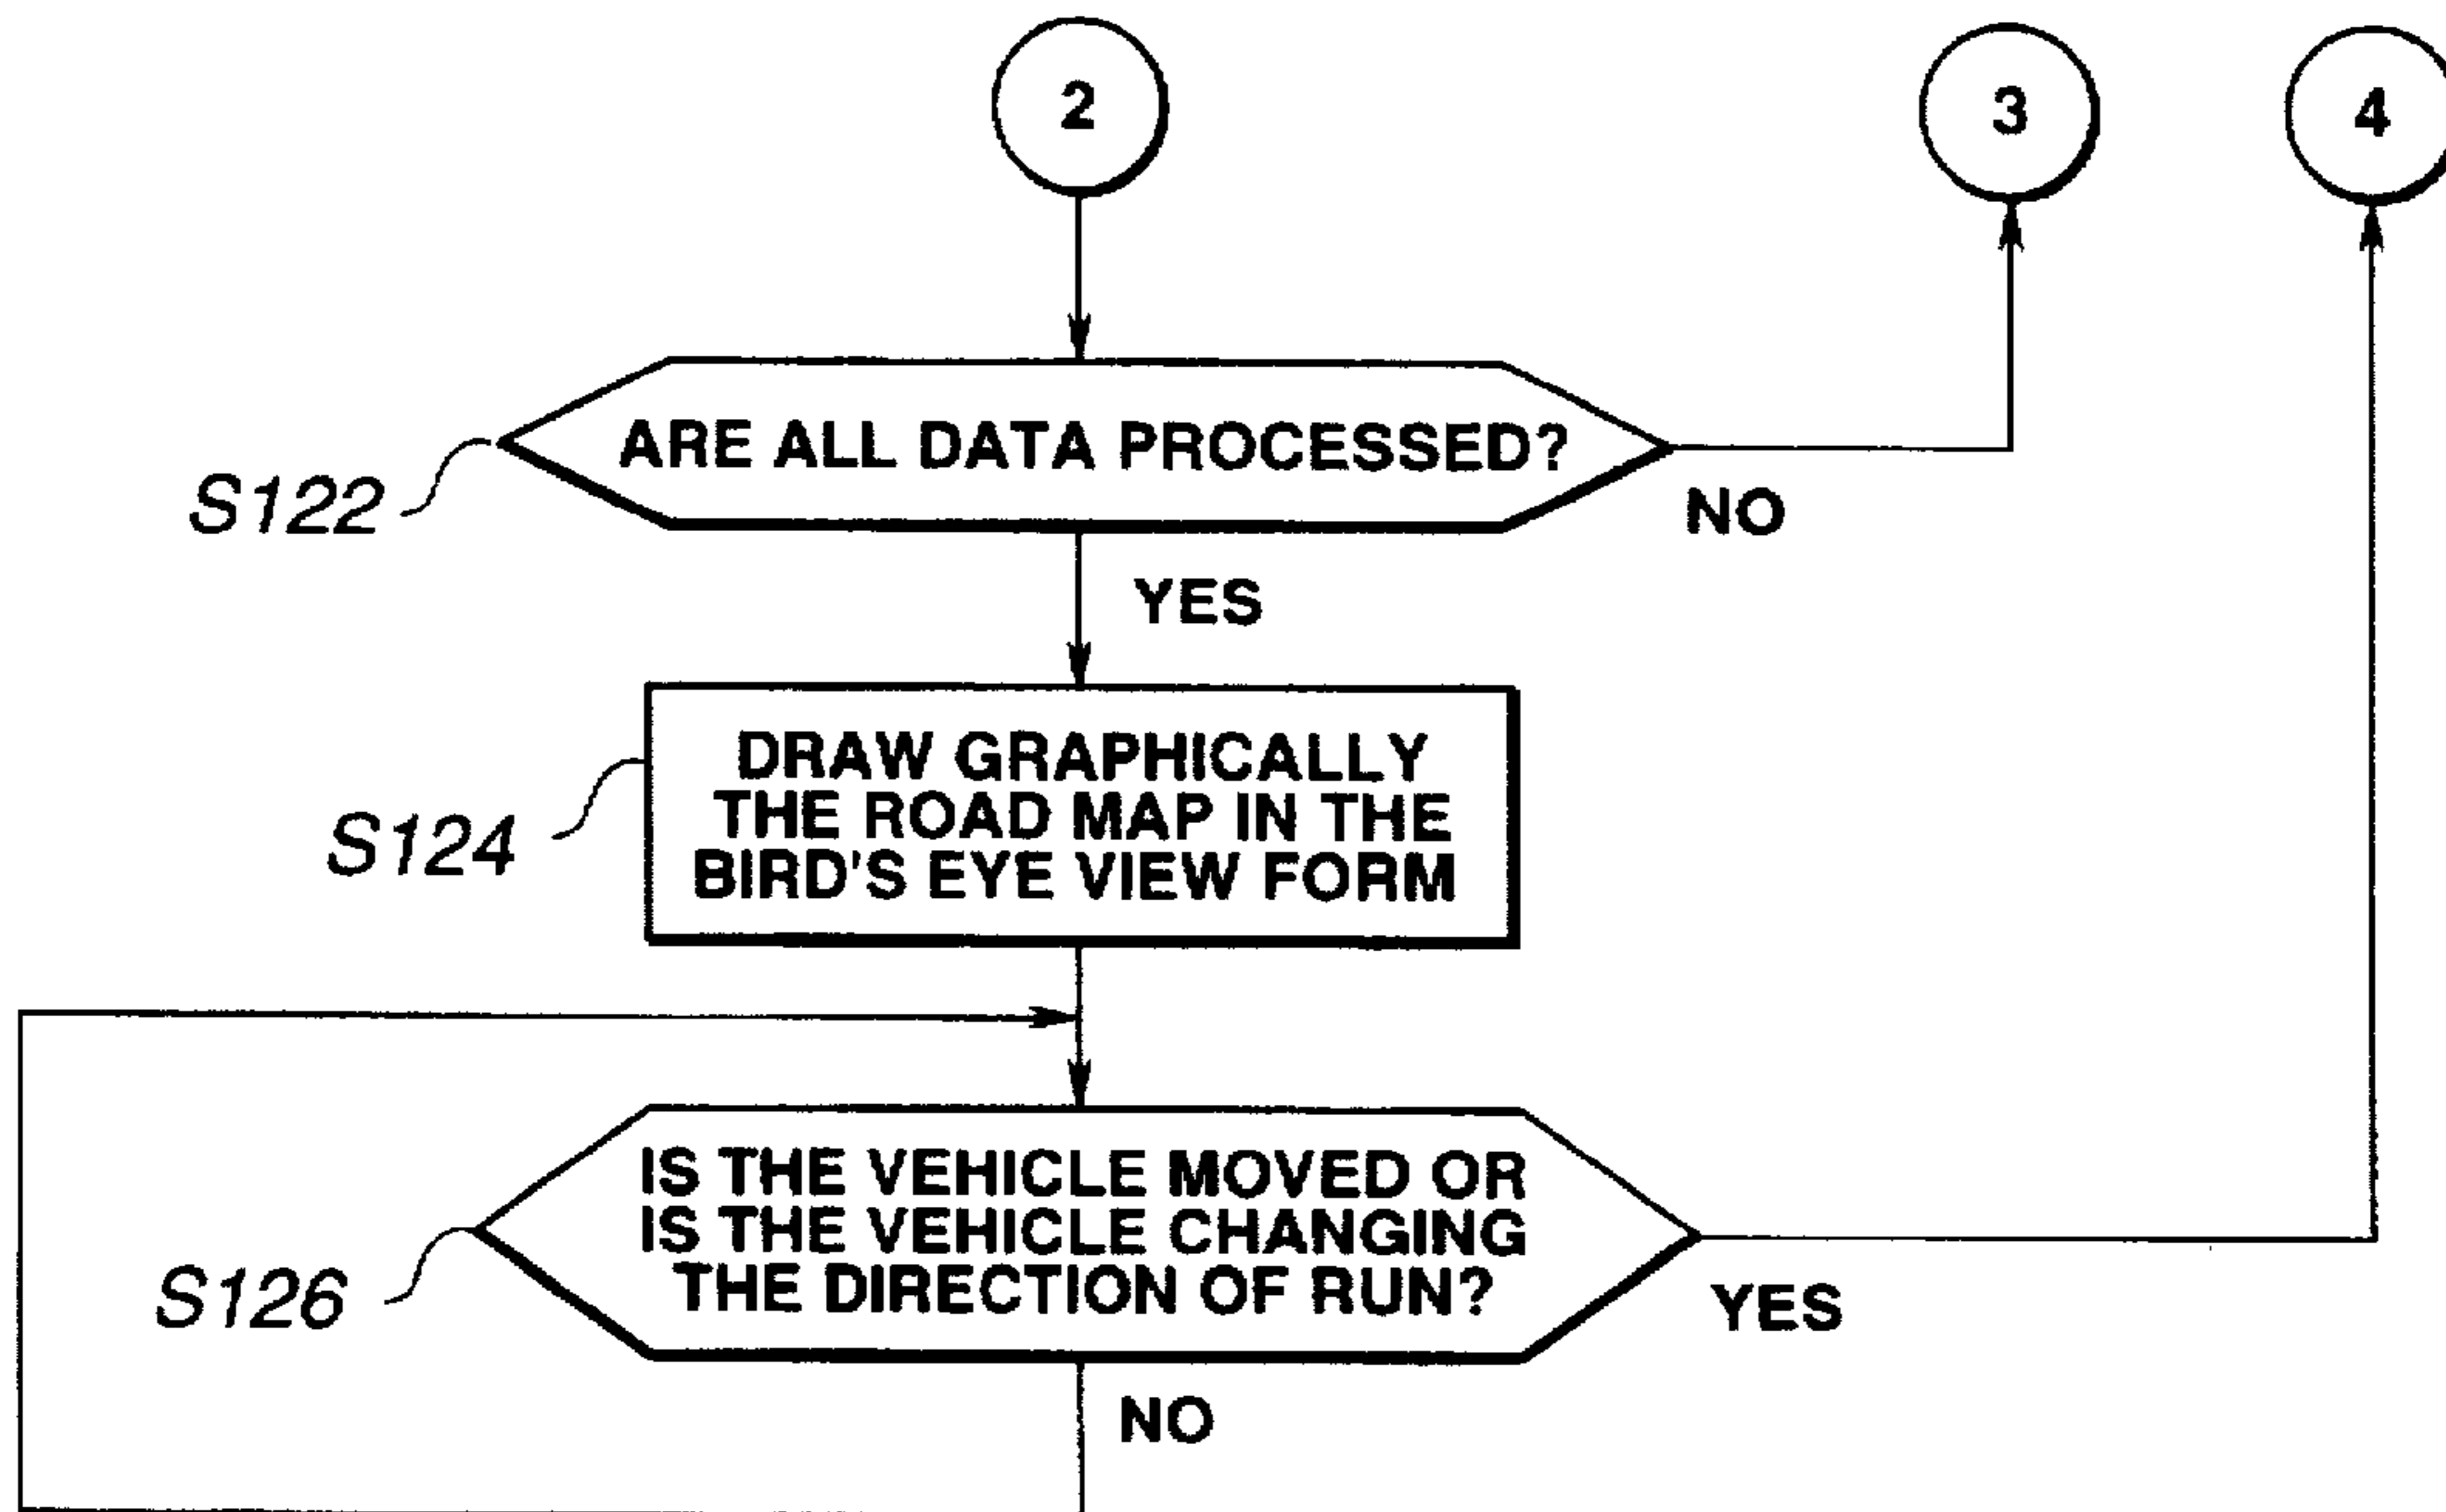 2
3
4
ARE ALL DATA PROCESSED?
S122
NO
YES
DRAW GRAPHICALLY
THE ROAD MAP IN THE
BIRD'S EYE VIEW FORM
S124
IS THE VEHICLE MOVED OR
IS THE VEHICLE CHANGING
THE DIRECTION OF RUN?
S126
YES
NO